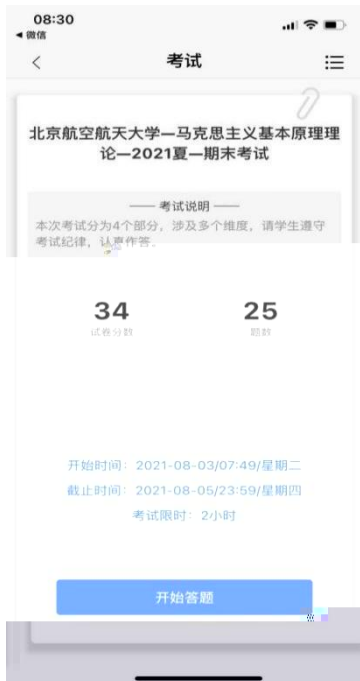 08:30
微信
考试
北京航空航天大学—马克思主义基本原理理
论—2021夏—期末考试
考试说明
本次考试分为4个部分，涉及多个维度，请学生遵守
考试纪律，认真作答。
34 25
试卷分数 题数
开始时间：2021-08-03/07:49/星期二
截止时间：2021-08-05/23:59/星期四
考试限时：2小时
开始答题